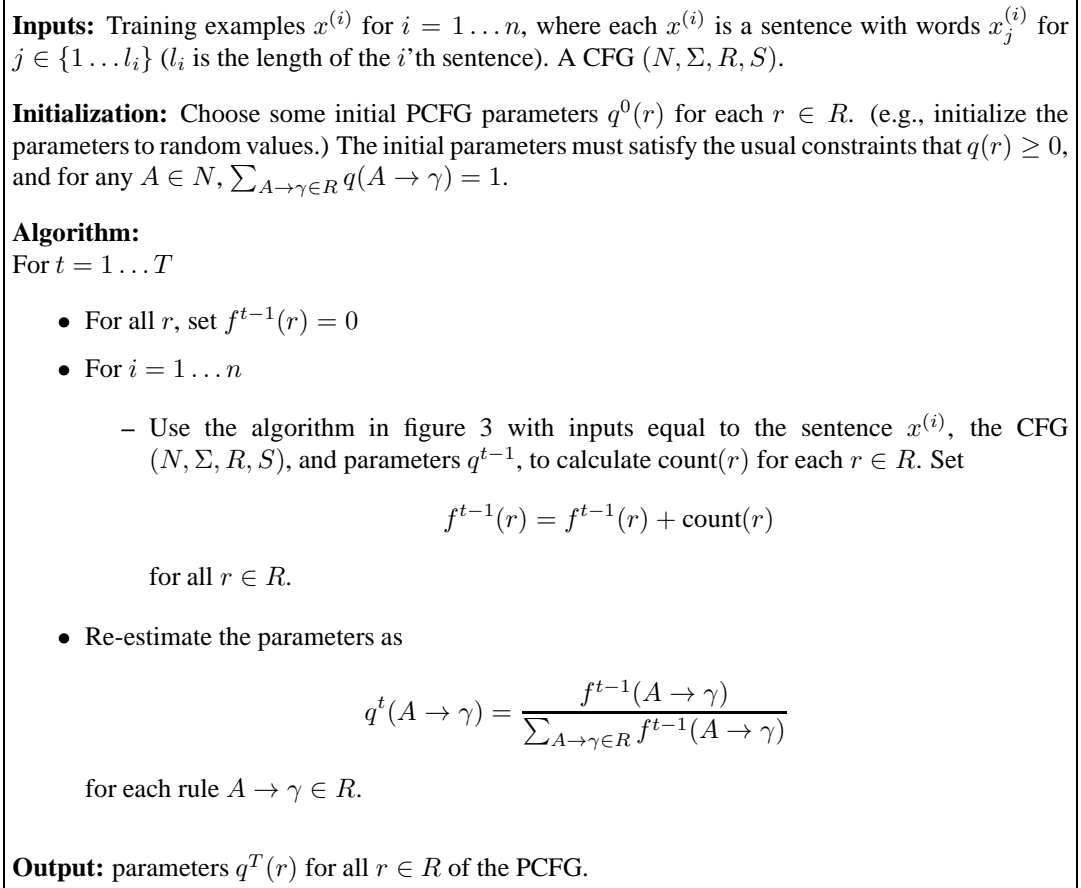 Inputs: Training examples x^{(i)} for i = 1 … n, where each x^{(i)} is a sentence with words x_j^{(i)} for
j ∈ {1 … l_i} (l_i is the length of the i'th sentence). A CFG (N, Σ, R, S).
Initialization: Choose some initial PCFG parameters q^0(r) for each r ∈ R. (e.g., initialize the
parameters to random values.) The initial parameters must satisfy the usual constraints that q(r) ≥ 0,
and for any A ∈ N, ∑_{A→γ∈R} q(A → γ) = 1.
Algorithm:
For t = 1 … T
• For all r, set f^{t−1}(r) = 0
• For i = 1 … n
– Use the algorithm in figure 3 with inputs equal to the sentence x^{(i)}, the CFG
(N, Σ, R, S), and parameters q^{t−1}, to calculate count(r) for each r ∈ R. Set
f^{t−1}(r) = f^{t−1}(r) + count(r)
for all r ∈ R.
• Re-estimate the parameters as
q^t(A → γ) = \frac{f^{t−1}(A → γ)}{∑_{A→γ∈R} f^{t−1}(A → γ)}
for each rule A → γ ∈ R.
Output: parameters q^T(r) for all r ∈ R of the PCFG.